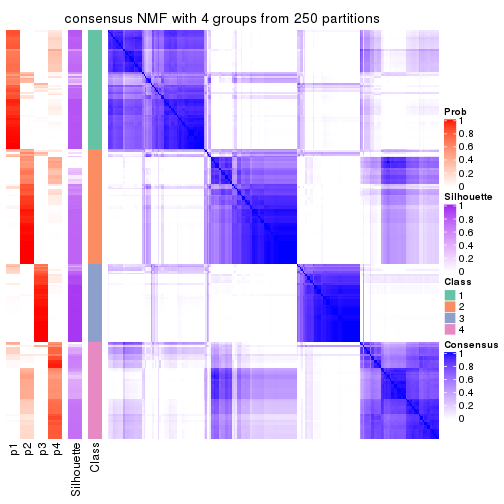 consensus NMF with 4 groups from 250 partitions
Prob
1
0.8
0.6
0.4
0.2
0
Silhouette
1
0.8
0.6
0.4
0.2
0
Class
1
2
3
4
Consensus
1
0.8
0.6
0.4
0.2
0
p1
p2
p3
p4
Silhouette
Class